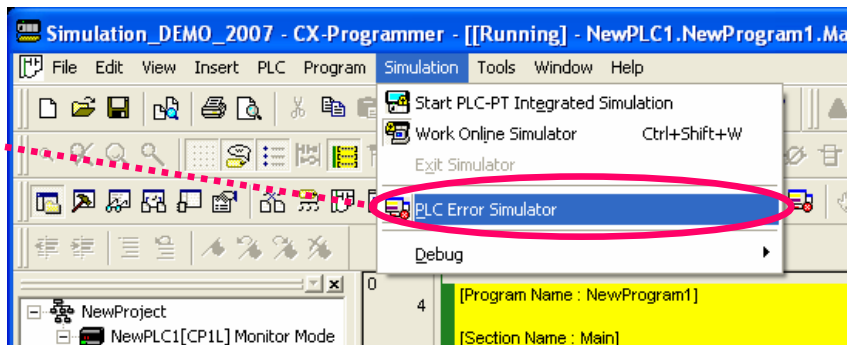 Simulation_DEMO_2007 - CX-Programmer - [[Running] - NewPLC1.NewProgram1.Ma
File Edit View Insert PLC Program Simulation Tools Window Help
Start PLC-PT Integrated Simulation
Work Online Simulator Ctrl+Shift+W
Exit Simulator
PLC Error Simulator
Debug
0
4
[Program Name : NewProgram1]
NewProject
NewPLC1[CP1L] Monitor Mode
[Section Name : Main]